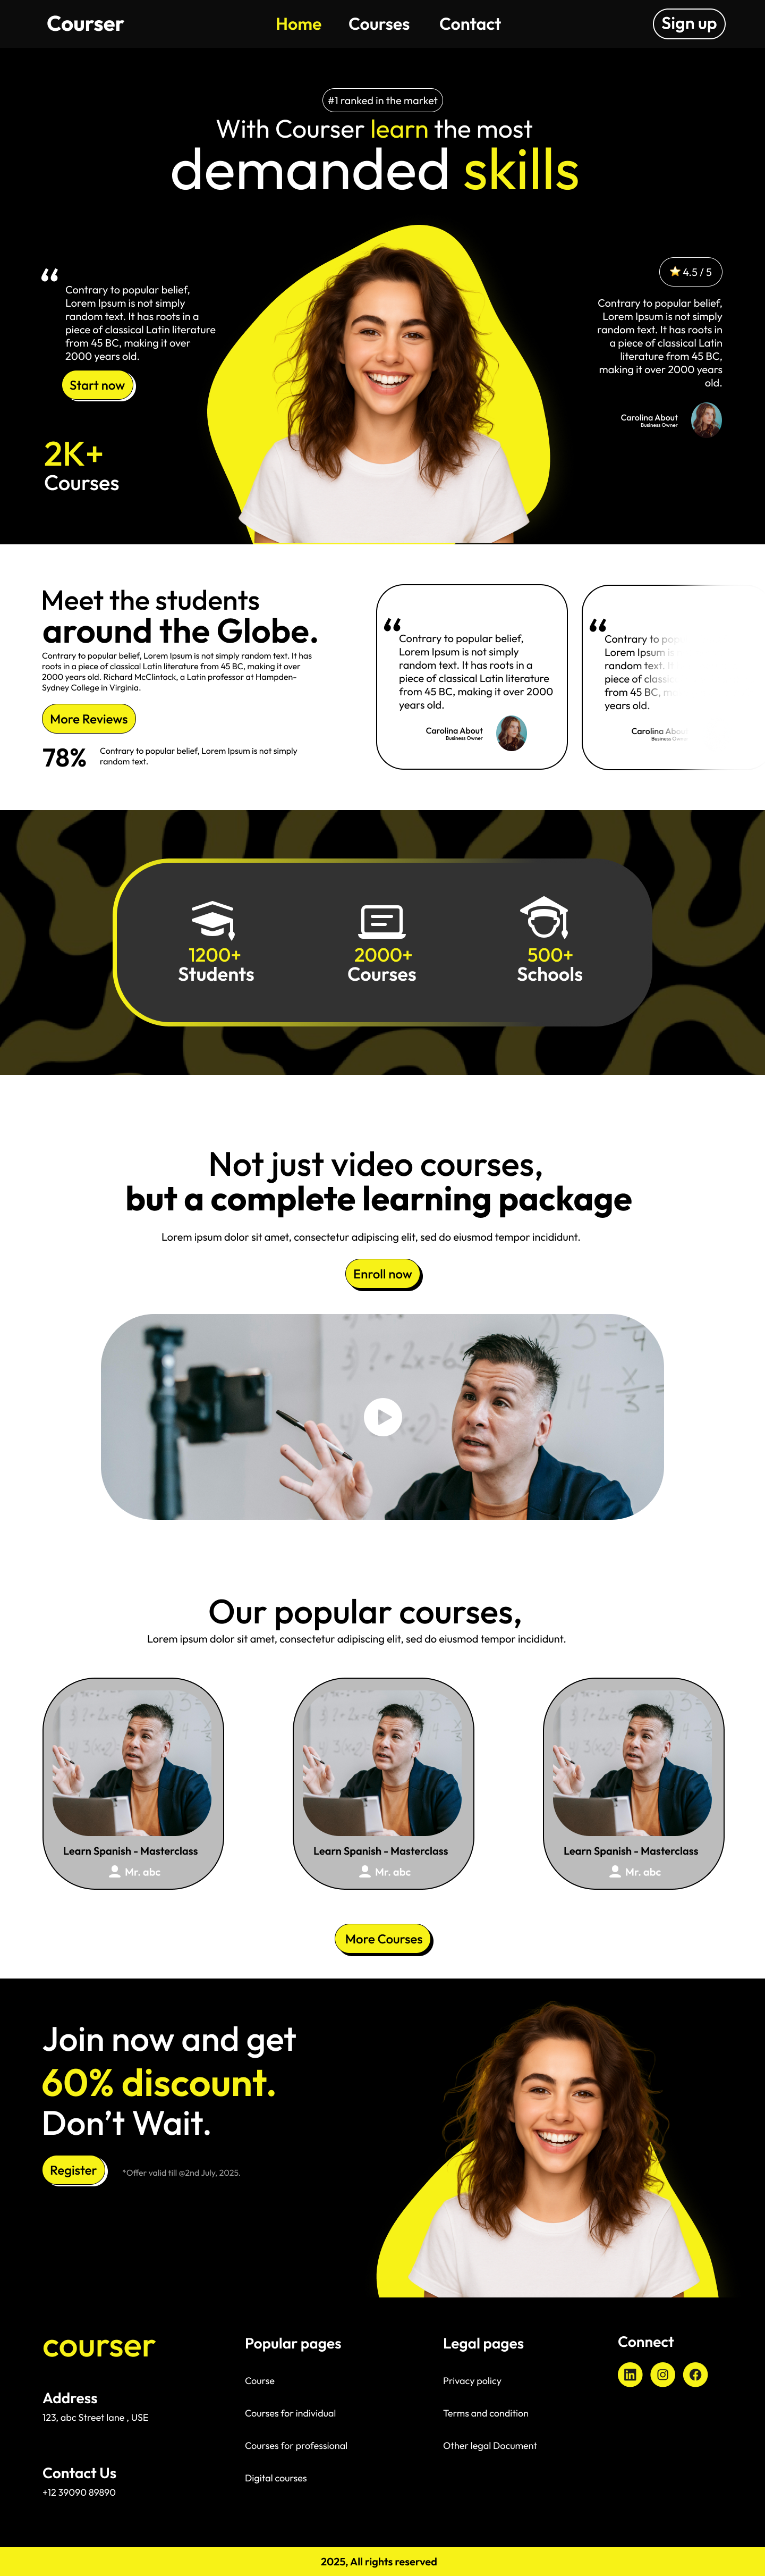 Courser
Home
Courses
Contact
Sign up
#1 ranked in the market
With Courser learn the most
demanded skills
“
Contrary to popular belief,
Lorem Ipsum is not simply
random text. It has roots in a
piece of classical Latin literature
from 45 BC, making it over
2000 years old.
Start now
2K+
Courses
4.5 / 5
Contrary to popular belief,
Lorem Ipsum is not simply
random text. It has roots in
a piece of classical Latin
literature from 45 BC,
making it over 2000 years
old.
Carolina About
Business Owner
Meet the students
around the Globe.
Contrary to popular belief, Lorem Ipsum is not simply random text. It has
roots in a piece of classical Latin literature from 45 BC, making it over
2000 years old. Richard McClintock, a Latin professor at Hampden-
Sydney College in Virginia.
More Reviews
78%
Contrary to popular belief, Lorem Ipsum is not simply
random text.
“
Contrary to popular belief,
Lorem Ipsum is not simply
random text. It has roots in a
piece of classical Latin literature
from 45 BC, making it over 2000
years old.
Carolina About
Business Owner
“
Contrary to pop
Lorem Ipsum is
random text. It
piece of classic
from 45 BC, m
years old.
Carolina About
Business Owner
1200+
Students
2000+
Courses
500+
Schools
Not just video courses,
but a complete learning package
Lorem ipsum dolor sit amet, consectetur adipiscing elit, sed do eiusmod tempor incididunt.
Enroll now
Our popular courses,
Lorem ipsum dolor sit amet, consectetur adipiscing elit, sed do eiusmod tempor incididunt.
Learn Spanish - Masterclass
Mr. abc
Learn Spanish - Masterclass
Mr. abc
Learn Spanish - Masterclass
Mr. abc
More Courses
Join now and get
60% discount.
Don’t Wait.
Register
*Offer valid till @2nd July, 2025.
courser
Address
123, abc Street lane , USE
Contact Us
+12 39090 89890
Popular pages
Course
Courses for individual
Courses for professional
Digital courses
Legal pages
Privacy policy
Terms and condition
Other legal Document
Connect
2025, All rights reserved